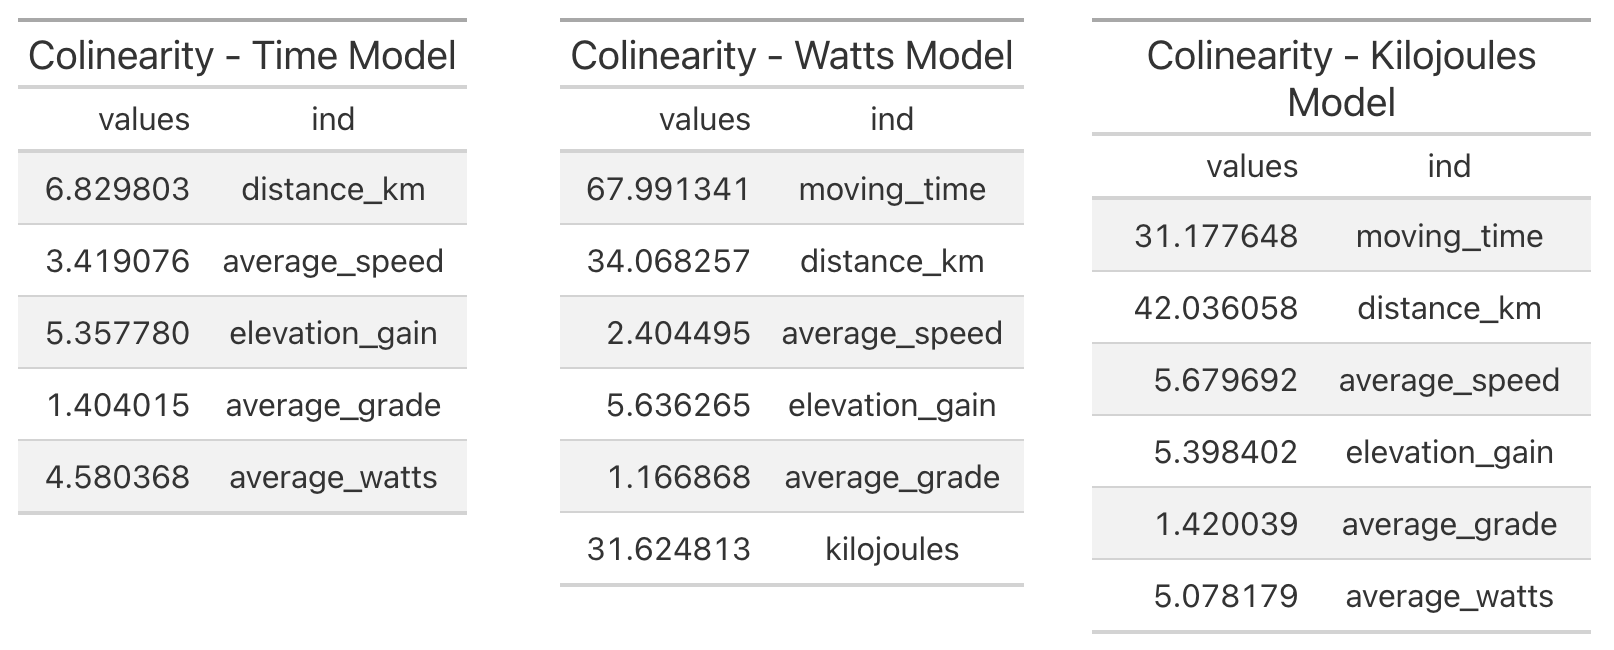 Colinearity - Time Model
values ind
6.829803 distance_km
3.419076 average_speed
5.357780 elevation_gain
1.404015 average_grade
4.580368 average_watts
Colinearity - Watts Model
values ind
67.991341 moving_time
34.068257 distance_km
2.404495 average_speed
5.636265 elevation_gain
1.166868 average_grade
31.624813 kilojoules
Colinearity - Kilojoules
Model
values ind
31.177648 moving_time
42.036058 distance_km
5.679692 average_speed
5.398402 elevation_gain
1.420039 average_grade
5.078179 average_watts